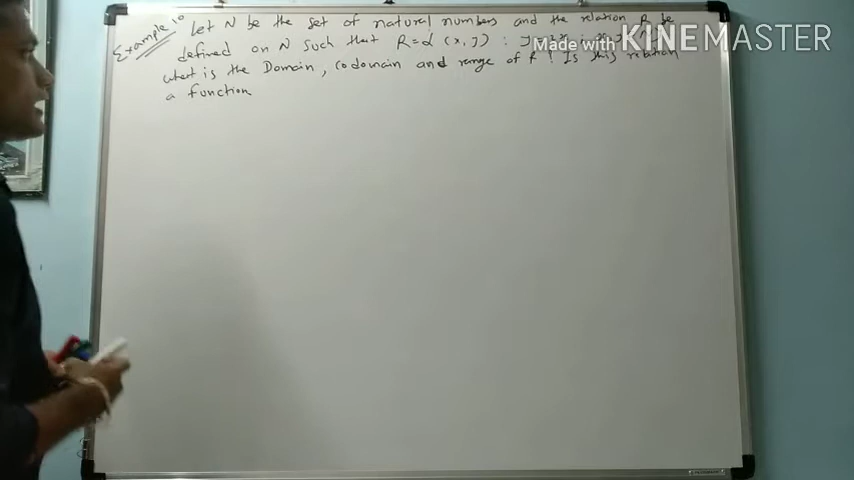 Example 10 Let N be the set of natural numbers and the relation R be
defined on N such that R = { (x, y) : y = 2x ; x, y
Made with KINEMASTER
what is the Domain, codomain and range of R ? Is this relation
a function